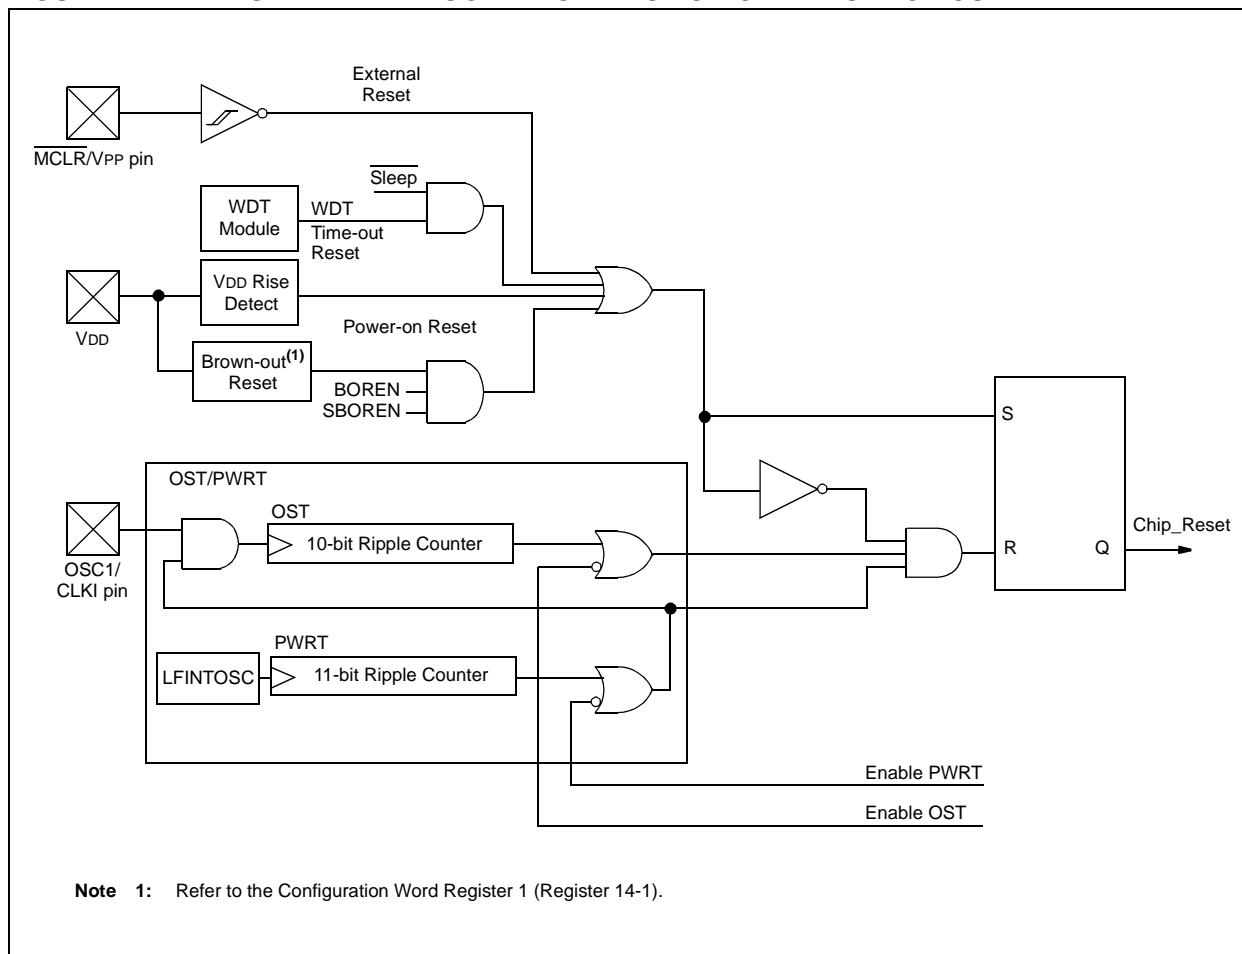 External
Reset
MCLR/VPP pin
Sleep
WDT
Module
WDT
Time-out
Reset
VDD Rise
Detect
VDD
Power-on Reset
Brown-out(1)
Reset
BOREN
SBOREN
S
OST/PWRT
OST
10-bit Ripple Counter
OSC1/
CLKI pin
R
Q
Chip_Reset
PWRT
LFINTOSC
11-bit Ripple Counter
Enable PWRT
Enable OST
Note 1: Refer to the Configuration Word Register 1 (Register 14-1).